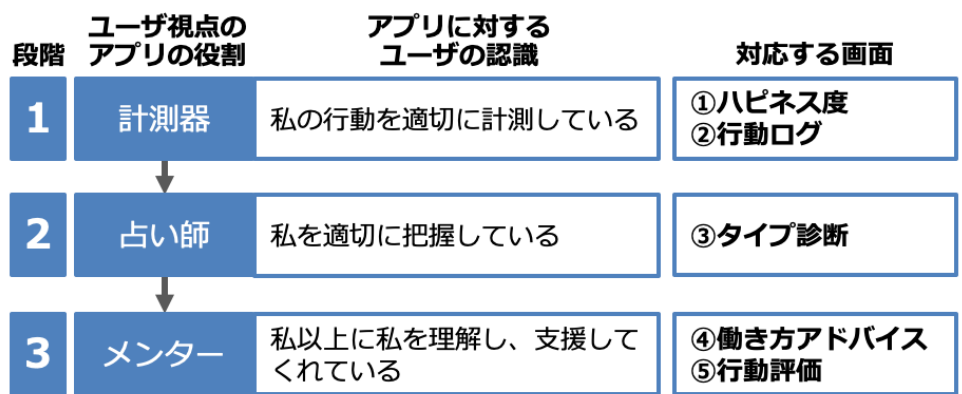 段階
ユーザ視点の
アプリの役割
アプリに対する
ユーザの認識
対応する画面
1
計測器
私の行動を適切に計測している
①ハピネス度
②行動ログ
2
占い師
私を適切に把握している
③タイプ診断
3
メンター
私以上に私を理解し、支援して
くれている
④働き方アドバイス
⑤行動評価